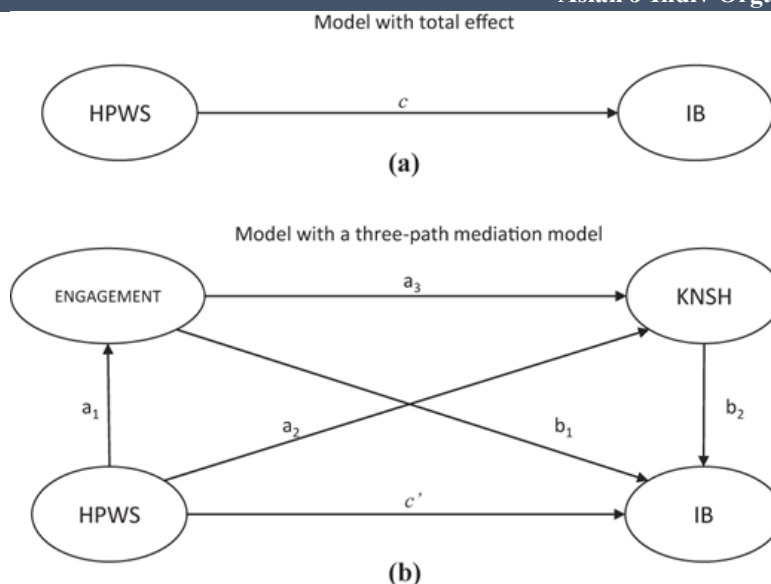 Model with total effect
HPWS
c
IB
(a)
Model with a three-path mediation model
ENGAGEMENT
a₃
KNSH
a₁
a₂
b₁
b₂
HPWS
c'
IB
(b)